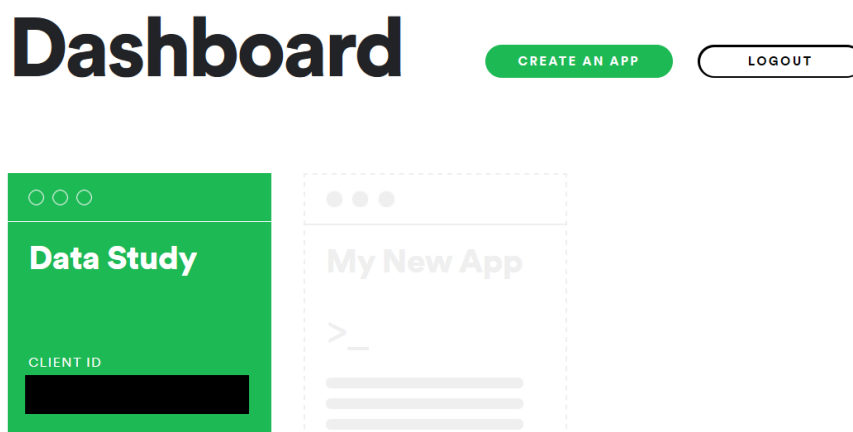 Dashboard
CREATE AN APP
LOGOUT
Data Study
My New App
>_
CLIENT ID